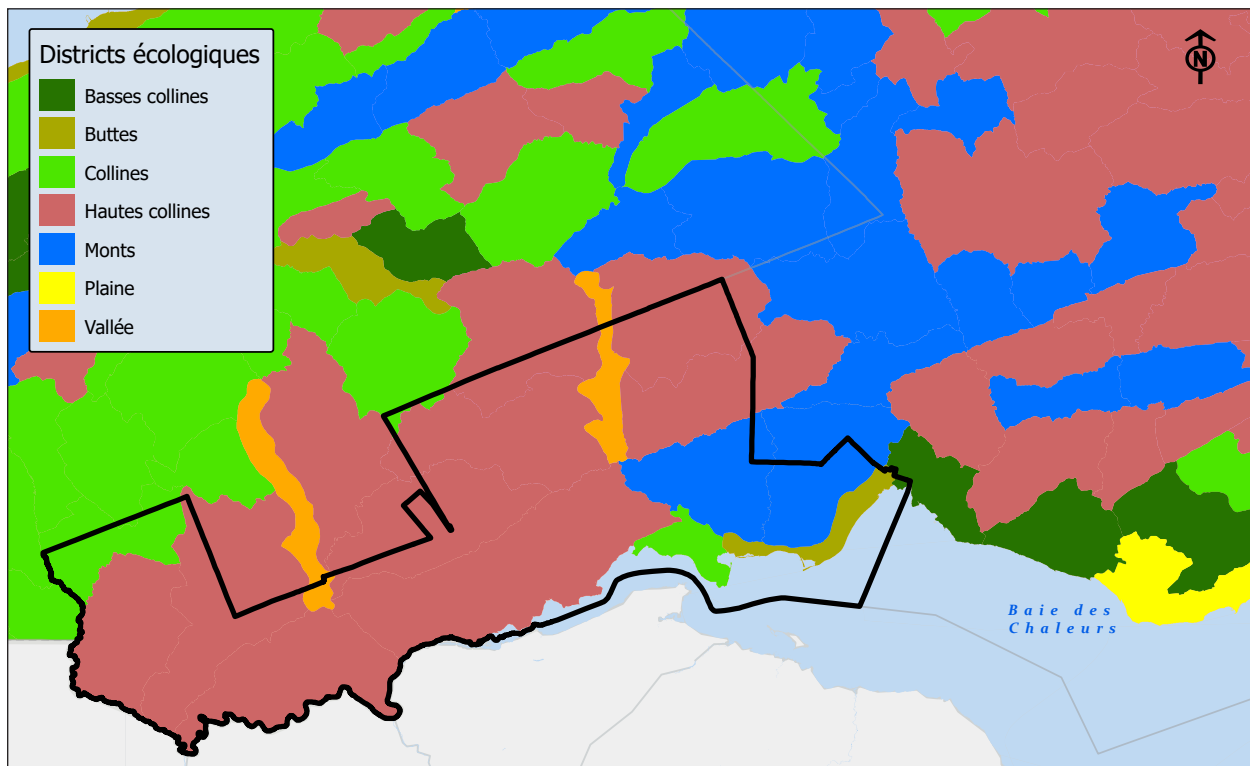 Districts écologiques
Basses collines
Buttes
Collines
Hautes collines
Monts
Plaine
Vallée
N
Baie des
Chaleurs